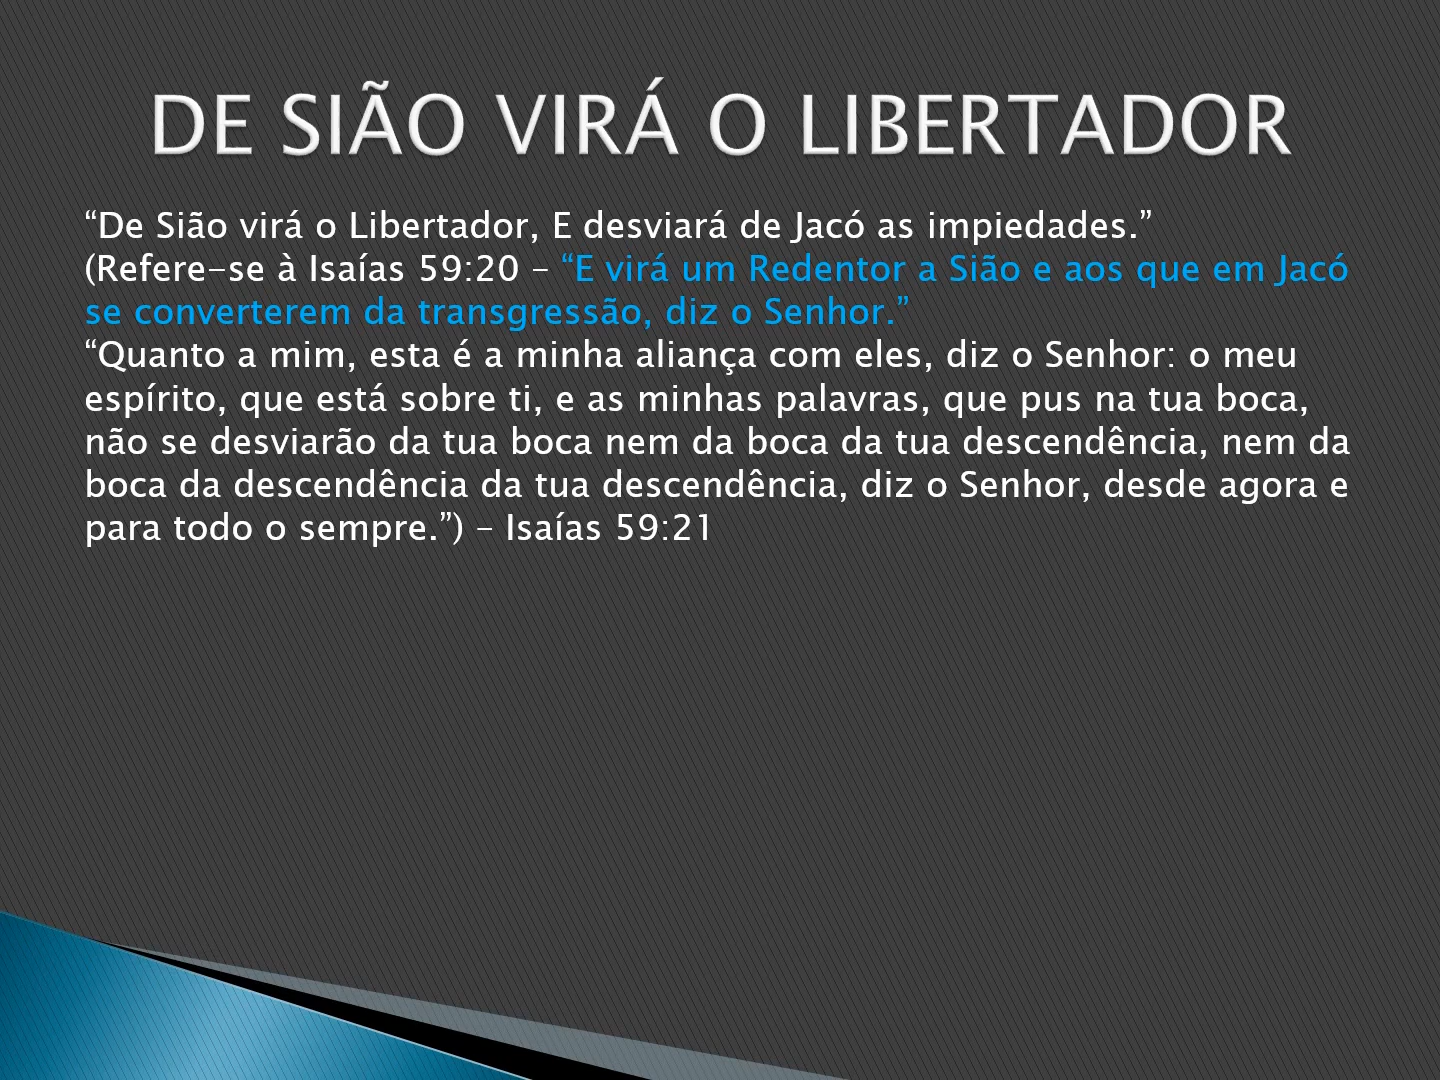 DE SIÃO VIRÁ O LIBERTADOR
“De Sião virá o Libertador, E desviará de Jacó as impiedades.”
(Refere-se à Isaías 59:20 – “E virá um Redentor a Sião e aos que em Jacó
se converterem da transgressão, diz o Senhor.”
“Quanto a mim, esta é a minha aliança com eles, diz o Senhor: o meu
espírito, que está sobre ti, e as minhas palavras, que pus na tua boca,
não se desviarão da tua boca nem da boca da tua descendência, nem da
boca da descendência da tua descendência, diz o Senhor, desde agora e
para todo o sempre.”) – Isaías 59:21